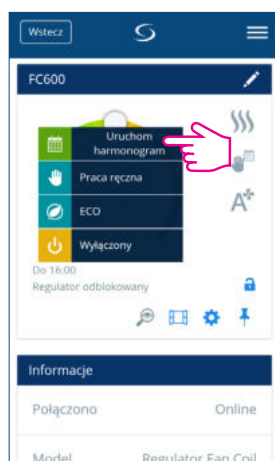 Wstecz
FC600
Uruchom
harmonogram
Praca ręczna
ECO
Wyłączony
Do 16:00
Regulator odblokowany
Informacje
Połączono Online
Model Regulator Fan Coil